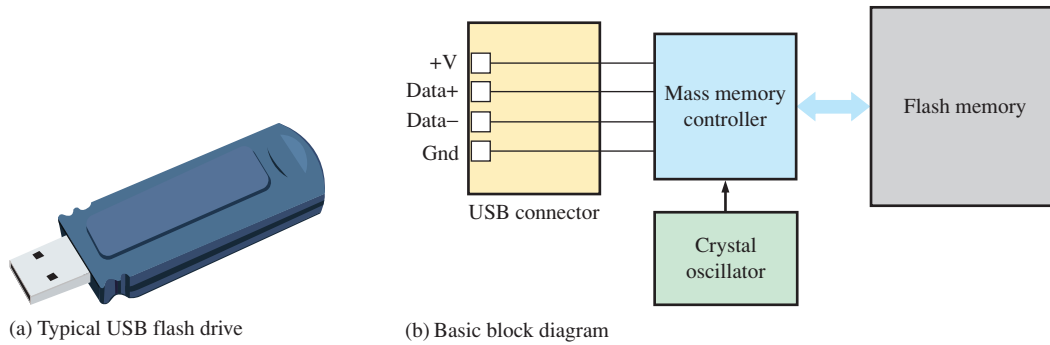 +V
Data+
Data−
Gnd
USB connector
Mass memory
controller
Crystal
oscillator
Flash memory
(a) Typical USB flash drive
(b) Basic block diagram